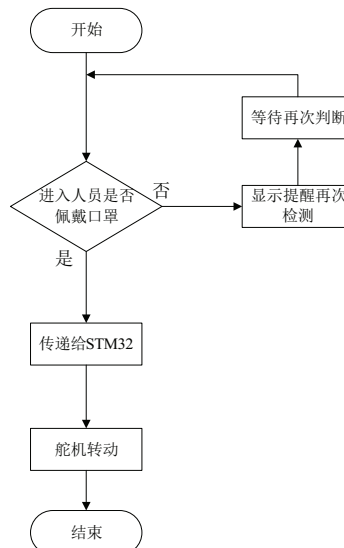 开始
等待再次判断
进入人员是否
佩戴口罩
否
显示提醒再次
检测
是
传递给STM32
舵机转动
结束